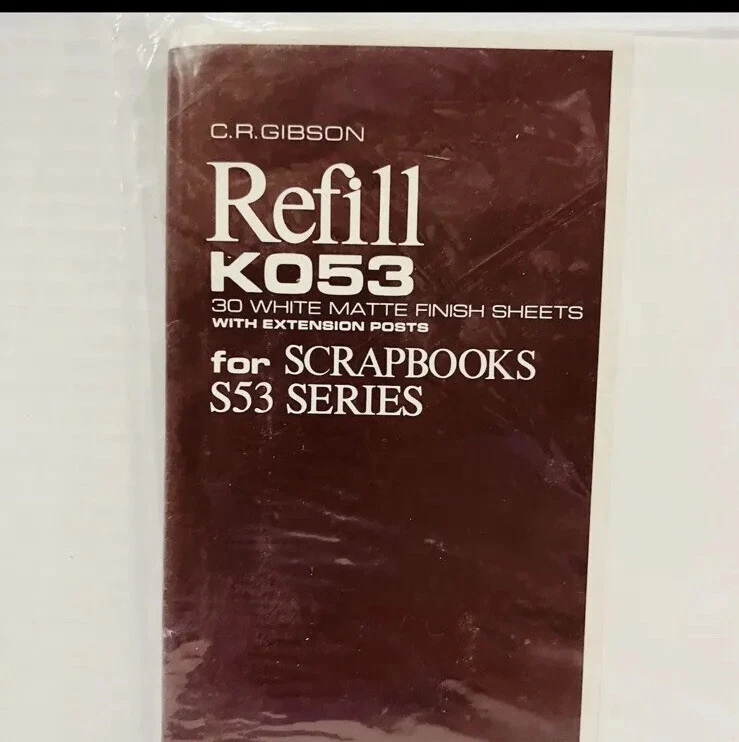 C.R.GIBSON
Refill
K053
30 WHITE MATTE FINISH SHEETS
WITH EXTENSION POSTS
for SCRAPBOOKS
S53 SERIES